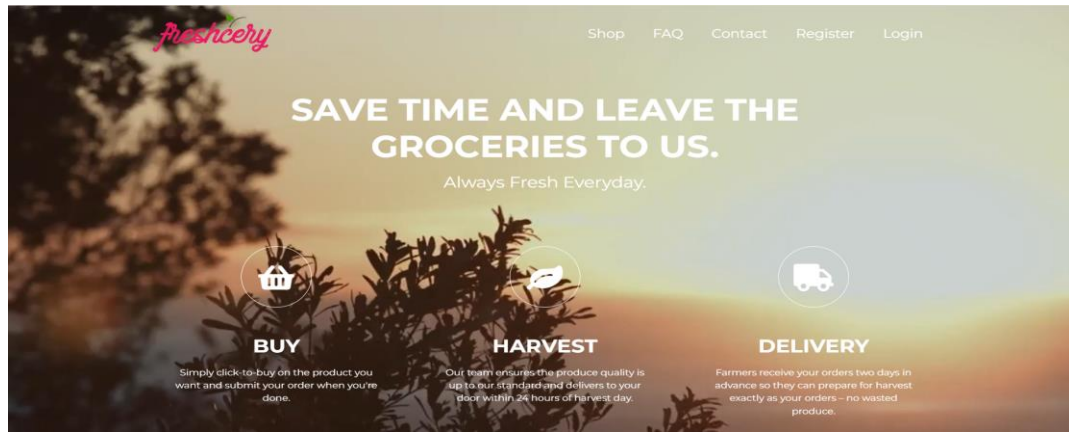 freshcery
Shop FAQ Contact Register Login
SAVE TIME AND LEAVE THE
GROCERIES TO US.
Always Fresh Everyday.
BUY
Simply click-to-buy on the product you
want and submit your order when you're
done.
HARVEST
Our team ensures the produce quality is
up to our standard and delivers to your
door within 24 hours of harvest day.
DELIVERY
Farmers receive your orders two days in
advance so they can prepare for harvest
exactly as your orders – no wasted
produce.